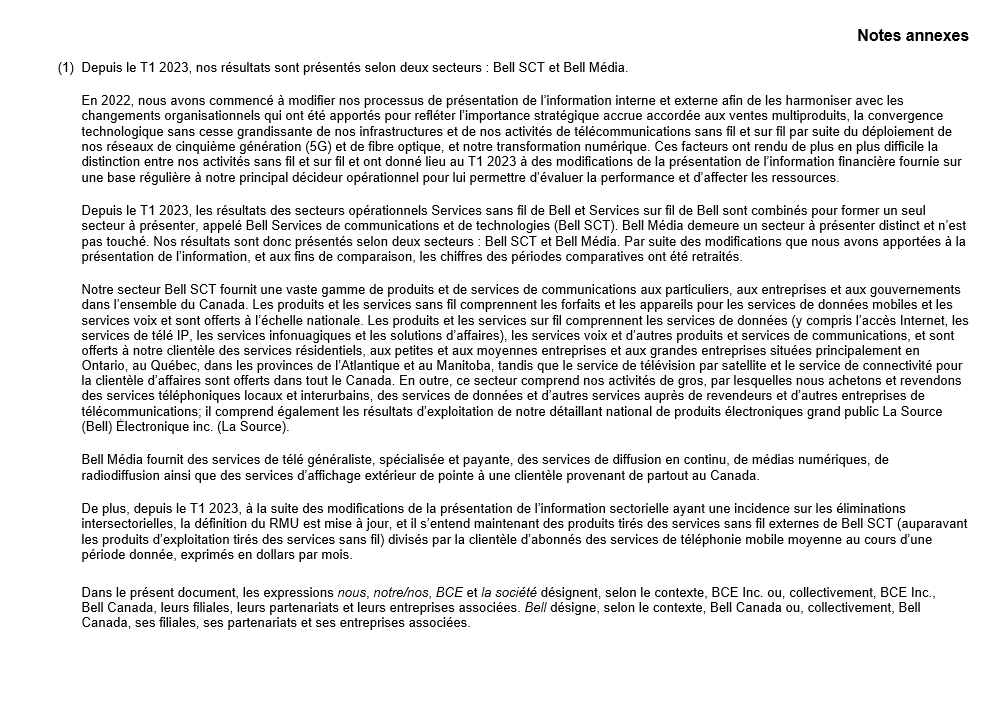 Notes annexes
(1) Depuis le T1 2023, nos résultats sont présentés selon deux secteurs : Bell SCT et Bell Média.
En 2022, nous avons commencé à modifier nos processus de présentation de l’information interne et externe afin de les harmoniser avec les
changements organisationnels qui ont été apportés pour refléter l’importance stratégique accrue accordée aux ventes multiproduits, la convergence
technologique sans cesse grandissante de nos infrastructures et de nos activités de télécommunications sans fil et sur fil par suite du déploiement de
nos réseaux de cinquième génération (5G) et de fibre optique, et notre transformation numérique. Ces facteurs ont rendu de plus en plus difficile la
distinction entre nos activités sans fil et sur fil et ont donné lieu au T1 2023 à des modifications de la présentation de l’information financière fournie sur
une base régulière à notre principal décideur opérationnel pour lui permettre d’évaluer la performance et d’affecter les ressources.
Depuis le T1 2023, les résultats des secteurs opérationnels Services sans fil de Bell et Services sur fil de Bell sont combinés pour former un seul
secteur à présenter, appelé Bell Services de communications et de technologies (Bell SCT). Bell Média demeure un secteur à présenter distinct et n’est
pas touché. Nos résultats sont donc présentés selon deux secteurs : Bell SCT et Bell Média. Par suite des modifications que nous avons apportées à la
présentation de l’information, et aux fins de comparaison, les chiffres des périodes comparatives ont été retraités.
Notre secteur Bell SCT fournit une vaste gamme de produits et de services de communications aux particuliers, aux entreprises et aux gouvernements
dans l’ensemble du Canada. Les produits et les services sans fil comprennent les forfaits et les appareils pour les services de données mobiles et les
services voix et sont offerts à l’échelle nationale. Les produits et les services sur fil comprennent les services de données (y compris l’accès Internet, les
services de télé IP, les services infonuagiques et les solutions d’affaires), les services voix et d’autres produits et services de communications, et sont
offerts à notre clientèle des services résidentiels, aux petites et aux moyennes entreprises et aux grandes entreprises situées principalement en
Ontario, au Québec, dans les provinces de l’Atlantique et au Manitoba, tandis que le service de télévision par satellite et le service de connectivité pour
la clientèle d’affaires sont offerts dans tout le Canada. En outre, ce secteur comprend nos activités de gros, par lesquelles nous achetons et revendons
des services téléphoniques locaux et interurbains, des services de données et d’autres services auprès de revendeurs et d’autres entreprises de
télécommunications; il comprend également les résultats d’exploitation de notre détaillant national de produits électroniques grand public La Source
(Bell) Électronique inc. (La Source).
Bell Média fournit des services de télé généraliste, spécialisée et payante, des services de diffusion en continu, de médias numériques, de
radiodiffusion ainsi que des services d’affichage extérieur de pointe à une clientèle provenant de partout au Canada.
De plus, depuis le T1 2023, à la suite des modifications de la présentation de l’information sectorielle ayant une incidence sur les éliminations
intersectorielles, la définition du RMU est mise à jour, et il s’entend maintenant des produits tirés des services sans fil externes de Bell SCT (auparavant
les produits d’exploitation tirés des services sans fil) divisés par la clientèle d’abonnés des services de téléphonie mobile moyenne au cours d’une
période donnée, exprimés en dollars par mois.
Dans le présent document, les expressions nous, notre/nos, BCE et la société désignent, selon le contexte, BCE Inc. ou, collectivement, BCE Inc.,
Bell Canada, leurs filiales, leurs partenariats et leurs entreprises associées. Bell désigne, selon le contexte, Bell Canada ou, collectivement, Bell
Canada, ses filiales, ses partenariats et ses entreprises associées.